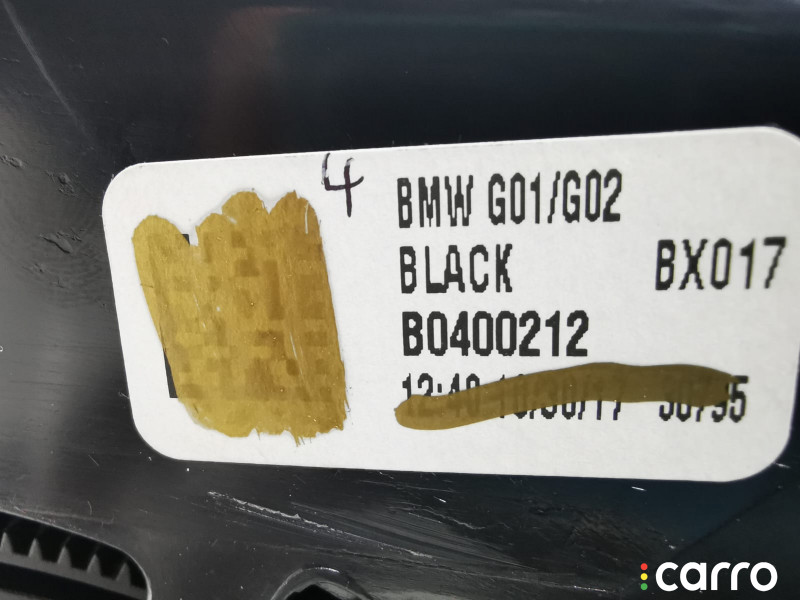 4
BMW G01/G02
BLACK BX017
B0400212
carro